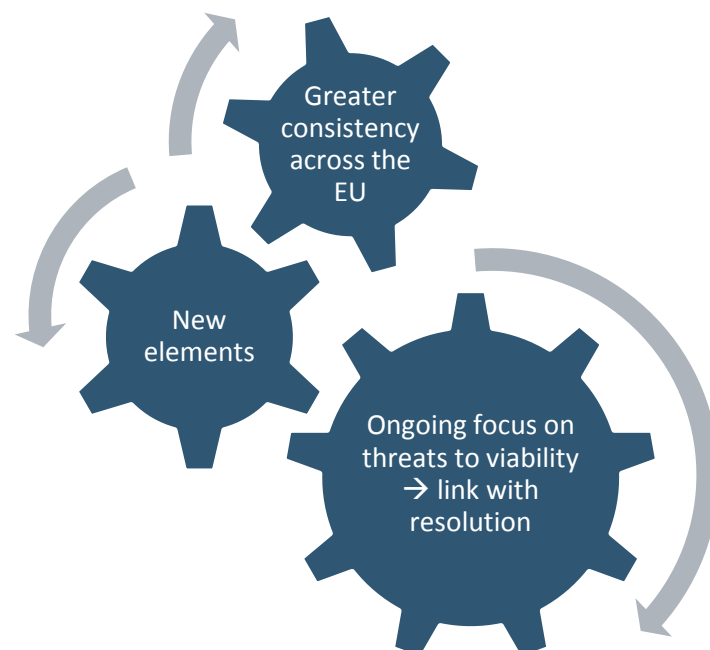 Greater
consistency
across the
EU
New
elements
Ongoing focus on
threats to viability
→ link with
resolution